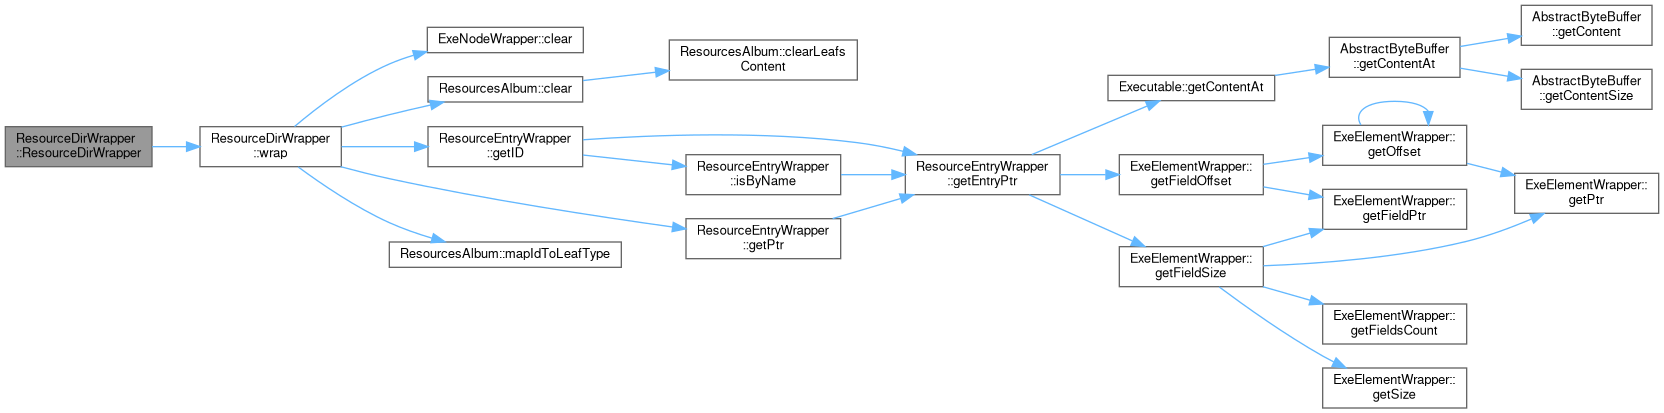 ResourceDirWrapper
::ResourceDirWrapper
ResourceDirWrapper
::wrap
ExeNodeWrapper::clear
ResourcesAlbum::clear
ResourcesAlbum::clearLeafs
Content
ResourceEntryWrapper
::getID
ResourceEntryWrapper
::isByName
ResourceEntryWrapper
::getPtr
ResourcesAlbum::mapIdToLeafType
ResourceEntryWrapper
::getEntryPtr
Executable::getContentAt
AbstractByteBuffer
::getContentAt
AbstractByteBuffer
::getContent
AbstractByteBuffer
::getContentSize
ExeElementWrapper::
getFieldOffset
ExeElementWrapper::
getOffset
ExeElementWrapper::
getFieldPtr
ExeElementWrapper::
getPtr
ExeElementWrapper::
getFieldSize
ExeElementWrapper::
getFieldsCount
ExeElementWrapper::
getSize